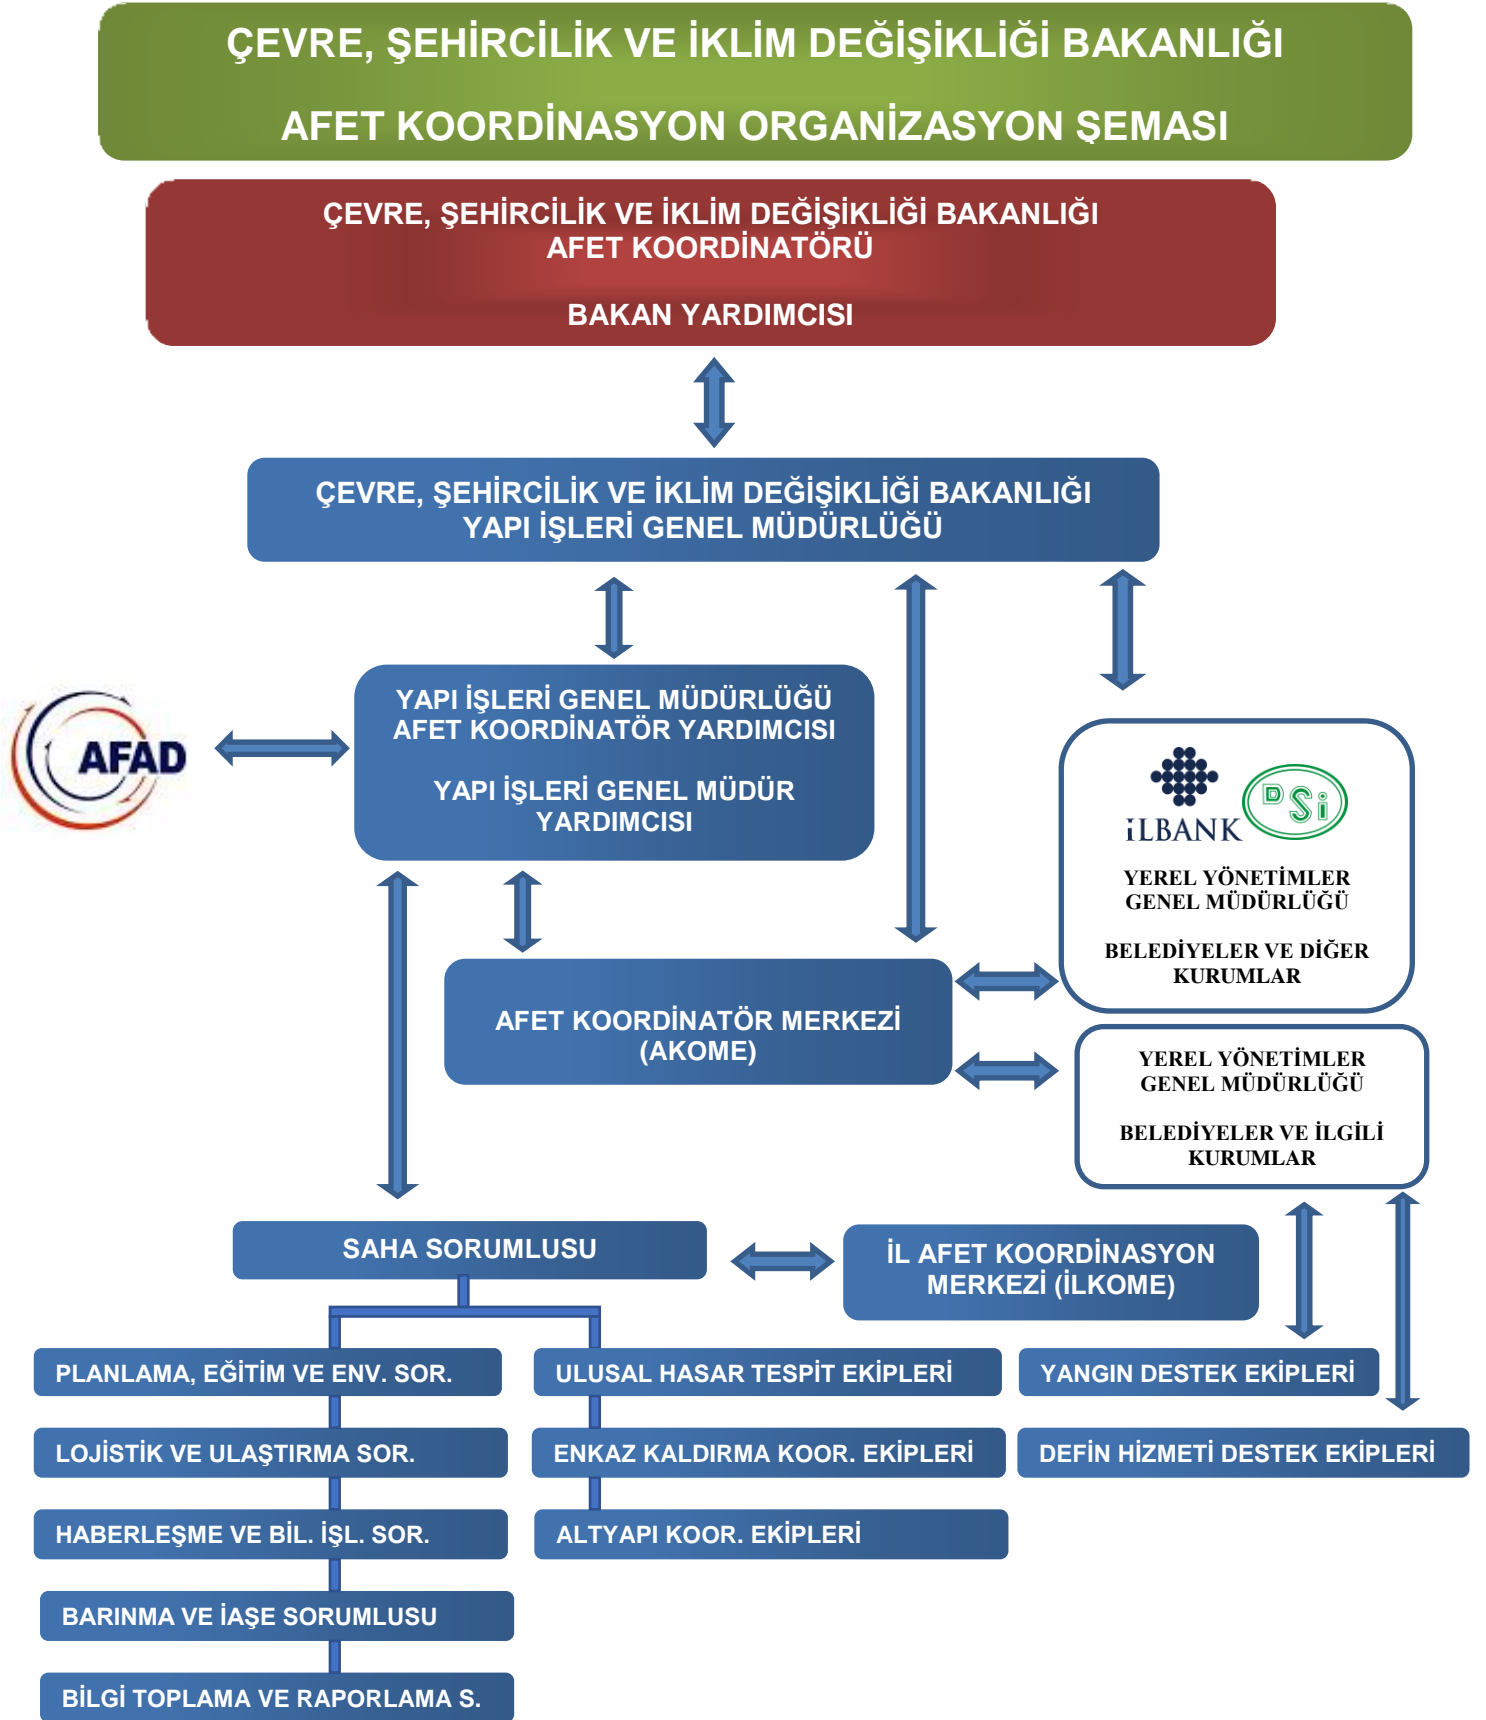 ÇEVRE, ŞEHİRCİLİK VE İKLİM DEĞİŞİKLİĞİ BAKANLIĞI
AFET KOORDİNASYON ORGANİZASYON ŞEMASI
ÇEVRE, ŞEHİRCİLİK VE İKLİM DEĞİŞİKLİĞİ BAKANLIĞI
AFET KOORDİNATÖRÜ
BAKAN YARDIMCISI
ÇEVRE, ŞEHİRCİLİK VE İKLİM DEĞİŞİKLİĞİ BAKANLIĞI
YAPI İŞLERİ GENEL MÜDÜRLÜĞÜ
AFAD
YAPI İŞLERİ GENEL MÜDÜRLÜĞÜ
AFET KOORDİNATÖR YARDIMCISI
YAPI İŞLERİ GENEL MÜDÜR
YARDIMCISI
iLBANK
DSi
YEREL YÖNETİMLER
GENEL MÜDÜRLÜĞÜ
BELEDİYELER VE DİĞER
KURUMLAR
AFET KOORDİNATÖR MERKEZİ
(AKOME)
YEREL YÖNETİMLER
GENEL MÜDÜRLÜĞÜ
BELEDİYELER VE İLGİLİ
KURUMLAR
SAHA SORUMLUSU
İL AFET KOORDİNASYON
MERKEZİ (İLKOME)
PLANLAMA, EĞİTİM VE ENV. SOR.
ULUSAL HASAR TESPİT EKİPLERİ
YANGIN DESTEK EKİPLERİ
LOJİSTİK VE ULAŞTIRMA SOR.
ENKAZ KALDIRMA KOOR. EKİPLERİ
DEFİN HİZMETİ DESTEK EKİPLERİ
HABERLEŞME VE BİL. İŞL. SOR.
ALTYAPI KOOR. EKİPLERİ
BARINMA VE İAŞE SORUMLUSU
BİLGİ TOPLAMA VE RAPORLAMA S.